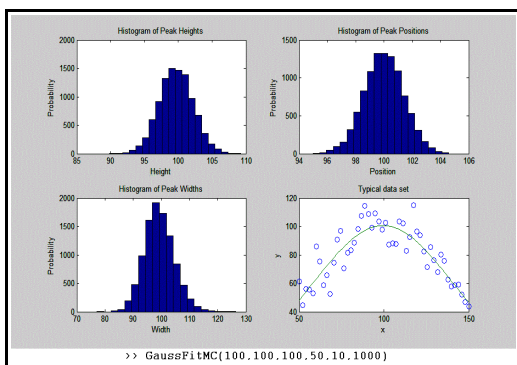 Histogram of Peak Heights
2000
1500
1000
500
0
Probability
85 90 95 100 105 110
Height
Histogram of Peak Positions
1500
1000
500
0
Probability
94 96 98 100 102 104 106
Position
Histogram of Peak Widths
2000
1500
1000
500
0
Probability
70 80 90 100 110 120 130
Width
Typical data set
120
100
80
60
40
y
50 100 150
x
>> GaussFitMC(100,100,100,50,10,1000)